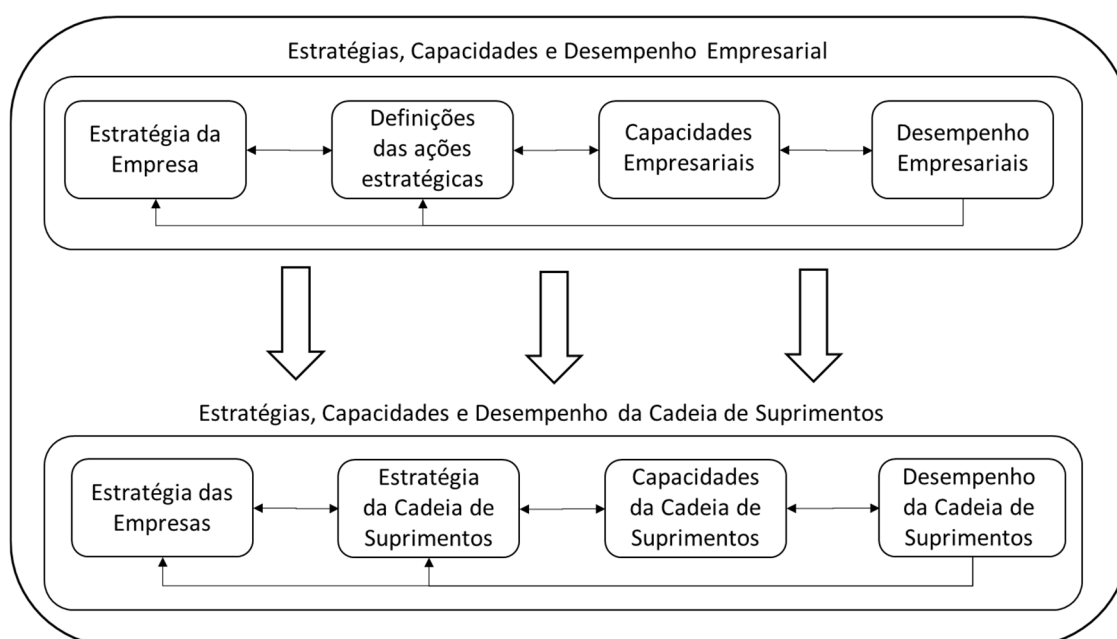 Estratégias, Capacidades e Desempenho Empresarial
Estratégia da
Empresa
Definições
das ações
estratégicas
Capacidades
Empresariais
Desempenho
Empresariais
Estratégias, Capacidades e Desempenho da Cadeia de Suprimentos
Estratégia das
Empresas
Estratégia
da Cadeia de
Suprimentos
Capacidades
da Cadeia de
Suprimentos
Desempenho
da Cadeia de
Suprimentos